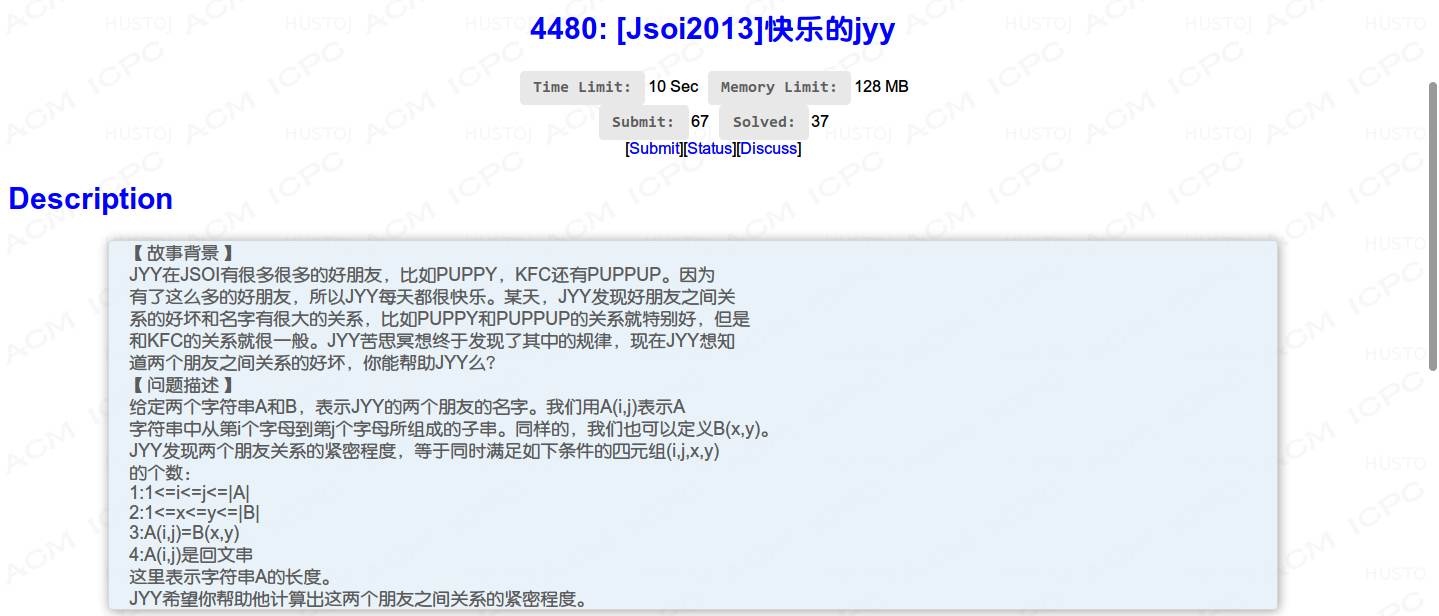 4480: [Jsoi2013]快乐的jyy
Time Limit: 10 Sec Memory Limit: 128 MB
Submit: 67 Solved: 37
[Submit][Status][Discuss]
Description
【 故事背景 】
JYY在JSOI有很多很多的好朋友，比如PUPPY，KFC还有PUPPUP。因为
有了这么多的好朋友，所以JYY每天都很快乐。某天，JYY发现好朋友之间关
系的好坏和名字有很大的关系，比如PUPPY和PUPPUP的关系就特别好，但是
和KFC的关系就很一般。JYY苦思冥想终于发现了其中的规律，现在JYY想知
道两个朋友之间关系的好坏，你能帮助JYY么？
【 问题描述 】
给定两个字符串A和B，表示JYY的两个朋友的名字。我们用A(i,j)表示A
字符串中从第i个字母到第j个字母所组成的子串。同样的，我们也可以定义B(x,y)。
JYY发现两个朋友关系的紧密程度，等于同时满足如下条件的四元组(i,j,x,y)
的个数：
1:1<=i<=j<=|A|
2:1<=x<=y<=|B|
3:A(i,j)=B(x,y)
4:A(i,j)是回文串
这里表示字符串A的长度。
JYY希望你帮助他计算出这两个朋友之间关系的紧密程度。